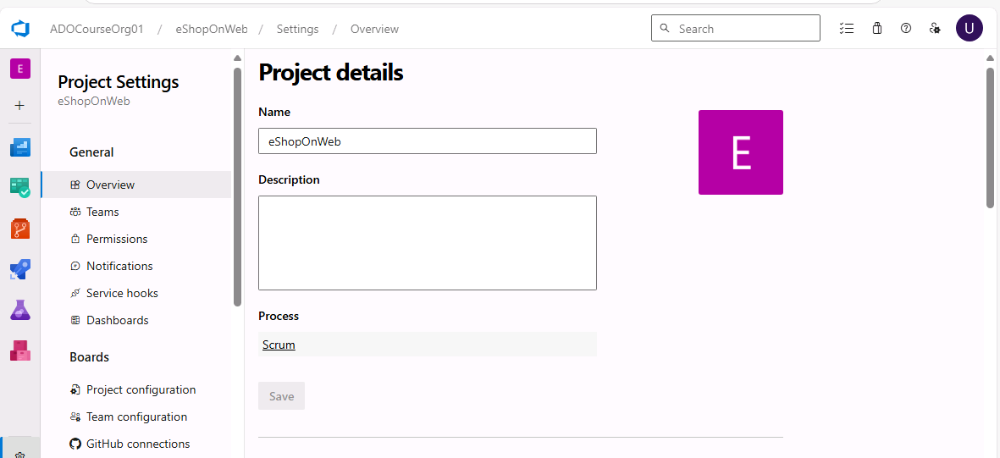 ADOCourseOrg01 / eShopOnWeb / Settings / Overview
Search
U
E
Project Settings
eShopOnWeb
General
Overview
Teams
Permissions
Notifications
Service hooks
Dashboards
Boards
Project configuration
Team configuration
GitHub connections
Project details
Name
eShopOnWeb
E
Description
Process
Scrum
Save